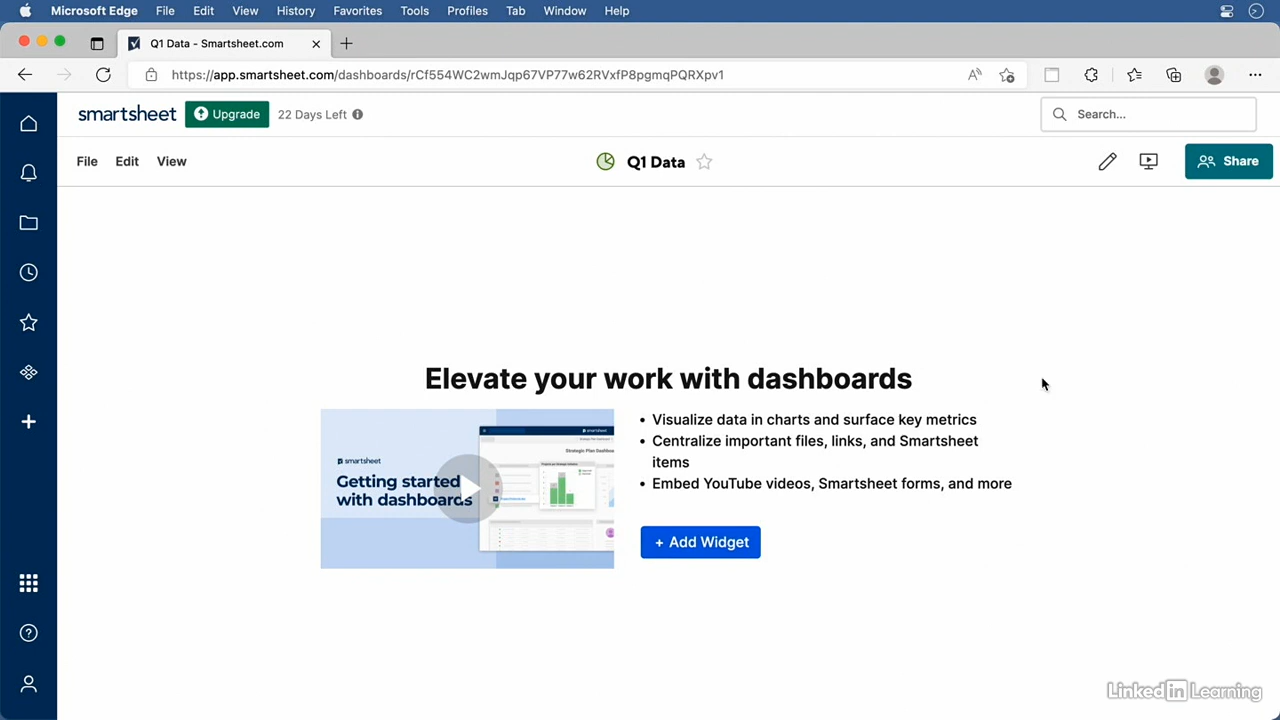 Microsoft Edge File Edit View History Favorites Tools Profiles Tab Window Help
Q1 Data - Smartsheet.com
https://app.smartsheet.com/dashboards/rCf554WC2wmJqp67VP77w62RVxfP8pgmqPQRXpv1
smartsheet Upgrade 22 Days Left Search...
File Edit View Q1 Data Share
Elevate your work with dashboards
smartsheet
Getting started
with dashboards
• Visualize data in charts and surface key metrics
• Centralize important files, links, and Smartsheet
items
• Embed YouTube videos, Smartsheet forms, and more
+ Add Widget
LinkedIn Learning